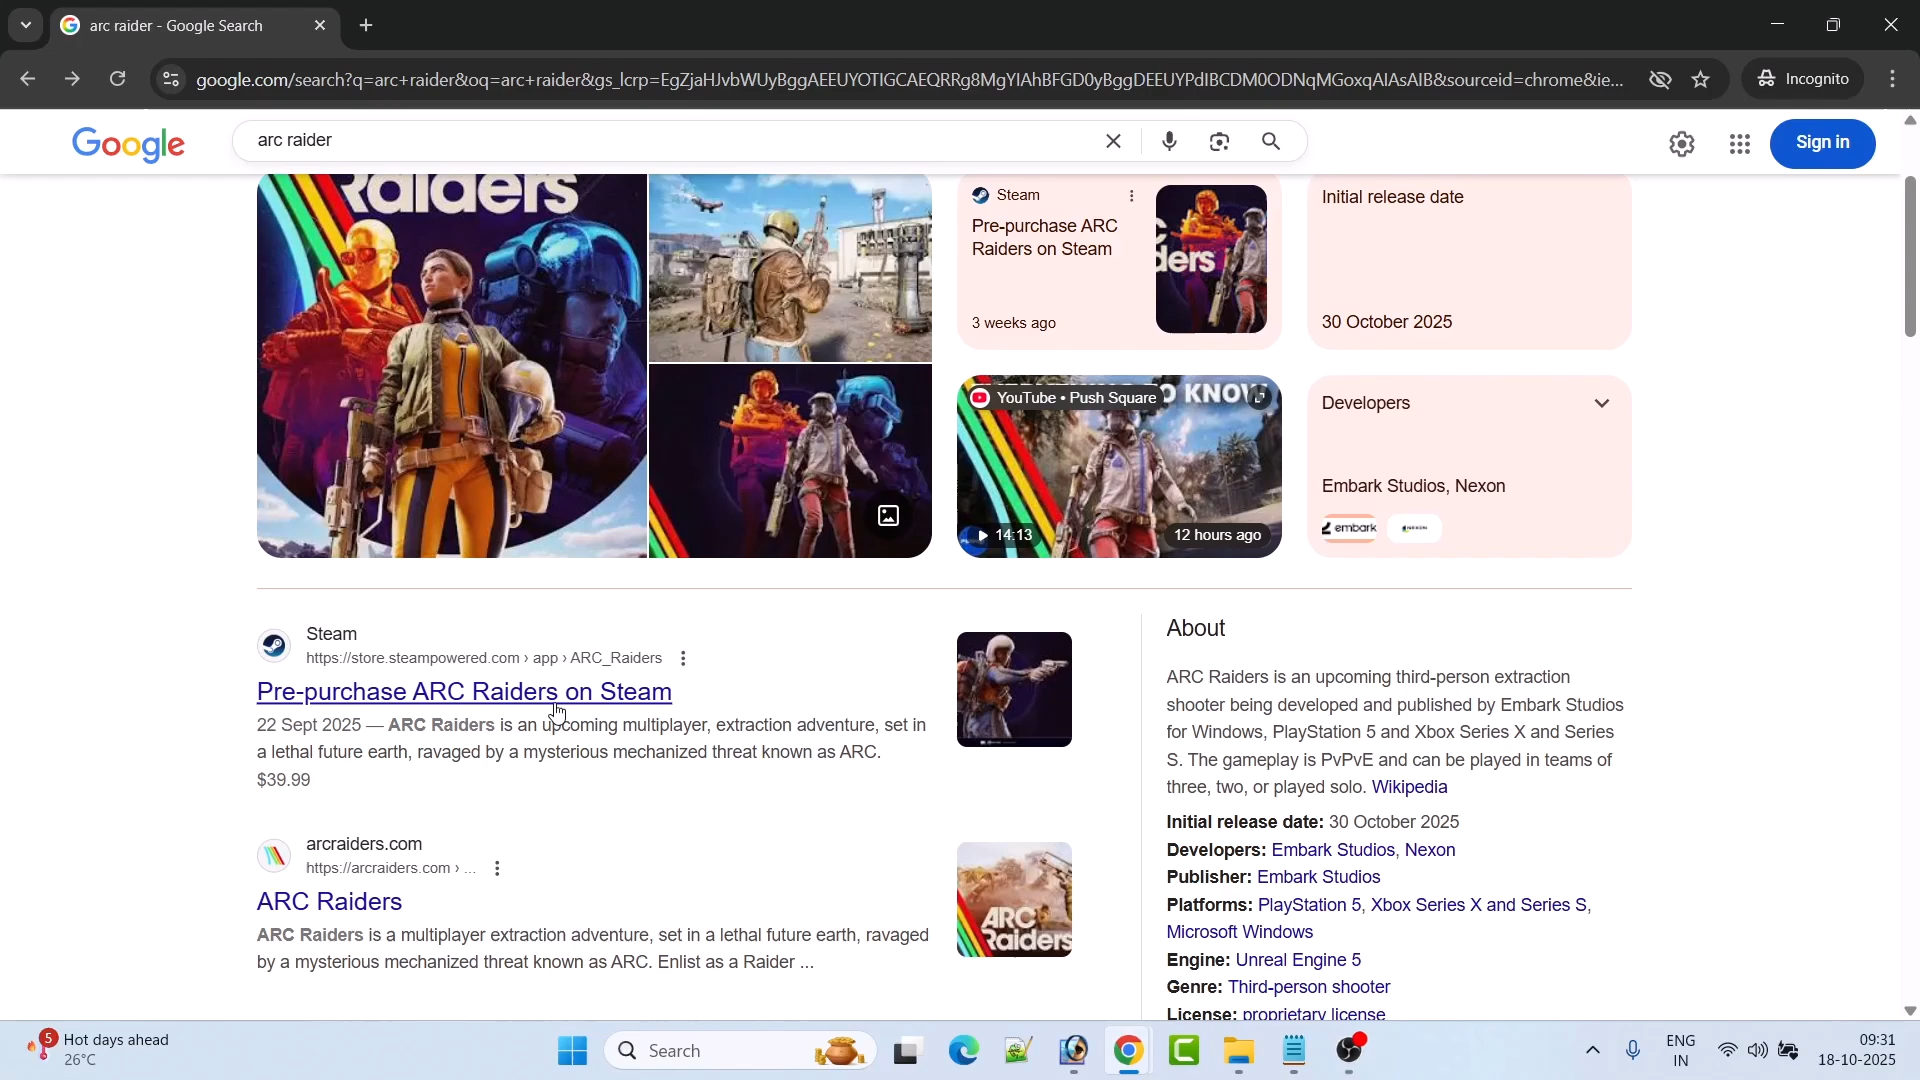 arc raider - Google Search
google.com/search?q=arc+raider&oq=arc+raider&gs_lcrp=EgZjaHJvbWUyBggAEEUYOTIGCAEQRRg8MgYIAhBFGD0yBggDEEUYPdIBCDM0ODNqMGoxqAIAsAIB&sourceid=chrome&ie...
Incognito
Google
arc raider
Sign in
Raiders
Steam
Pre-purchase ARC
Raiders on Steam
3 weeks ago
Initial release date
30 October 2025
YouTube • Push Square
O KNOW
14:13
12 hours ago
Developers
Embark Studios, Nexon
embark
NEXON
Steam
https://store.steampowered.com › app › ARC_Raiders
Pre-purchase ARC Raiders on Steam
22 Sept 2025 — ARC Raiders is an upcoming multiplayer, extraction adventure, set in
a lethal future earth, ravaged by a mysterious mechanized threat known as ARC.
$39.99
arcraiders.com
https://arcraiders.com › ...
ARC Raiders
ARC Raiders is a multiplayer extraction adventure, set in a lethal future earth, ravaged
by a mysterious mechanized threat known as ARC. Enlist as a Raider ...
ARC
Raiders
About
ARC Raiders is an upcoming third-person extraction
shooter being developed and published by Embark Studios
for Windows, PlayStation 5 and Xbox Series X and Series
S. The gameplay is PvPvE and can be played in teams of
three, two, or played solo. Wikipedia
Initial release date: 30 October 2025
Developers: Embark Studios, Nexon
Publisher: Embark Studios
Platforms: PlayStation 5, Xbox Series X and Series S,
Microsoft Windows
Engine: Unreal Engine 5
Genre: Third-person shooter
License: proprietary license
5
Hot days ahead
26°C
Search
ENG
IN
09:31
18-10-2025